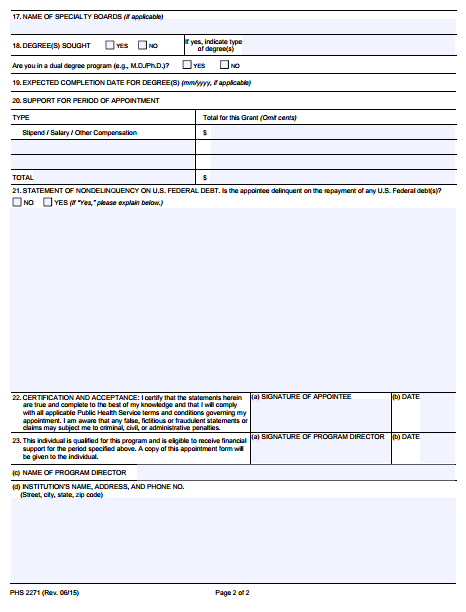 17. NAME OF SPECIALTY BOARDS (if applicable)
18. DEGREE(S) SOUGHT YES NO If yes, indicate type of degree(s)
Are you in a dual degree program (e.g., M.D./Ph.D.)? YES NO
19. EXPECTED COMPLETION DATE FOR DEGREE(S) (mm/yyyy, if applicable)
20. SUPPORT FOR PERIOD OF APPOINTMENT
TYPE Total for this Grant (Omit cents)
Stipend / Salary / Other Compensation $
TOTAL $
21. STATEMENT OF NONDELINQUENCY ON U.S. FEDERAL DEBT. Is the appointee delinquent on the repayment of any U.S. Federal debt(s)?
NO YES (If "Yes," please explain below.)
22. CERTIFICATION AND ACCEPTANCE: I certify that the statements herein
are true and complete to the best of my knowledge and that I will comply
with all applicable Public Health Service terms and conditions governing my
appointment. I am aware that any false, fictitious or fraudulent statements or
claims may subject me to criminal, civil, or administrative penalties.
(a) SIGNATURE OF APPOINTEE (b) DATE
23. This individual is qualified for this program and is eligible to receive financial
support for the period specified above. A copy of this appointment form will
be given to the individual.
(a) SIGNATURE OF PROGRAM DIRECTOR (b) DATE
(c) NAME OF PROGRAM DIRECTOR
(d) INSTITUTION'S NAME, ADDRESS, AND PHONE NO.
(Street, city, state, zip code)
PHS 2271 (Rev. 06/15) Page 2 of 2